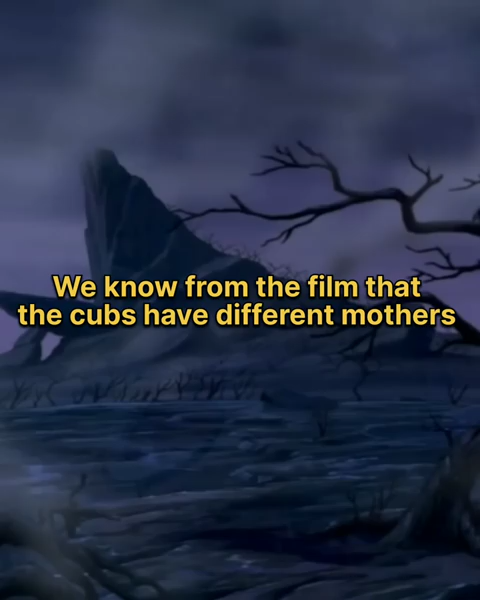 We know from the film that
the cubs have different mothers